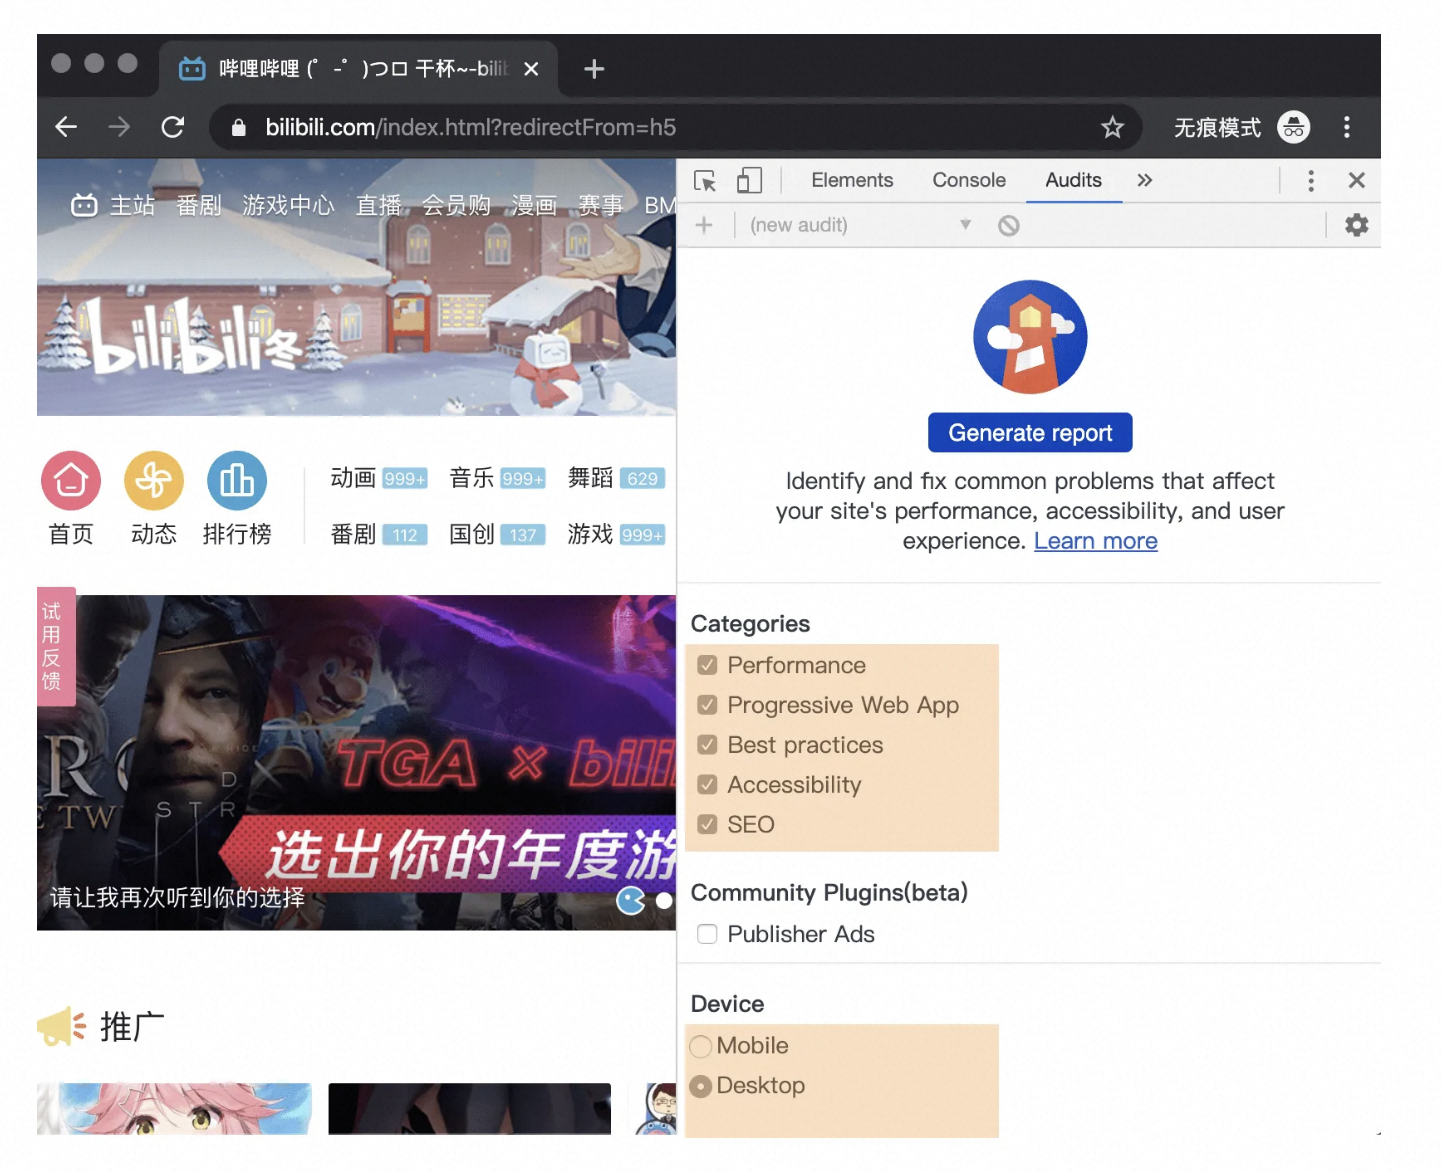 哔哩哔哩 (゜-゜)つロ 干杯~-bili
bilibili.com/index.html?redirectFrom=h5
无痕模式
主站 番剧 游戏中心 直播 会员购 漫画 赛事 BM
bilibili冬
首页 动态 排行榜
动画 999+ 音乐 999+ 舞蹈 629
番剧 112 国创 137 游戏 999+
试用反馈
TGA × bili
选出你的年度游
请让我再次听到你的选择
推广
Elements Console Audits
(new audit)
Generate report
Identify and fix common problems that affect
your site's performance, accessibility, and user
experience. Learn more
Categories
Performance
Progressive Web App
Best practices
Accessibility
SEO
Community Plugins(beta)
Publisher Ads
Device
Mobile
Desktop